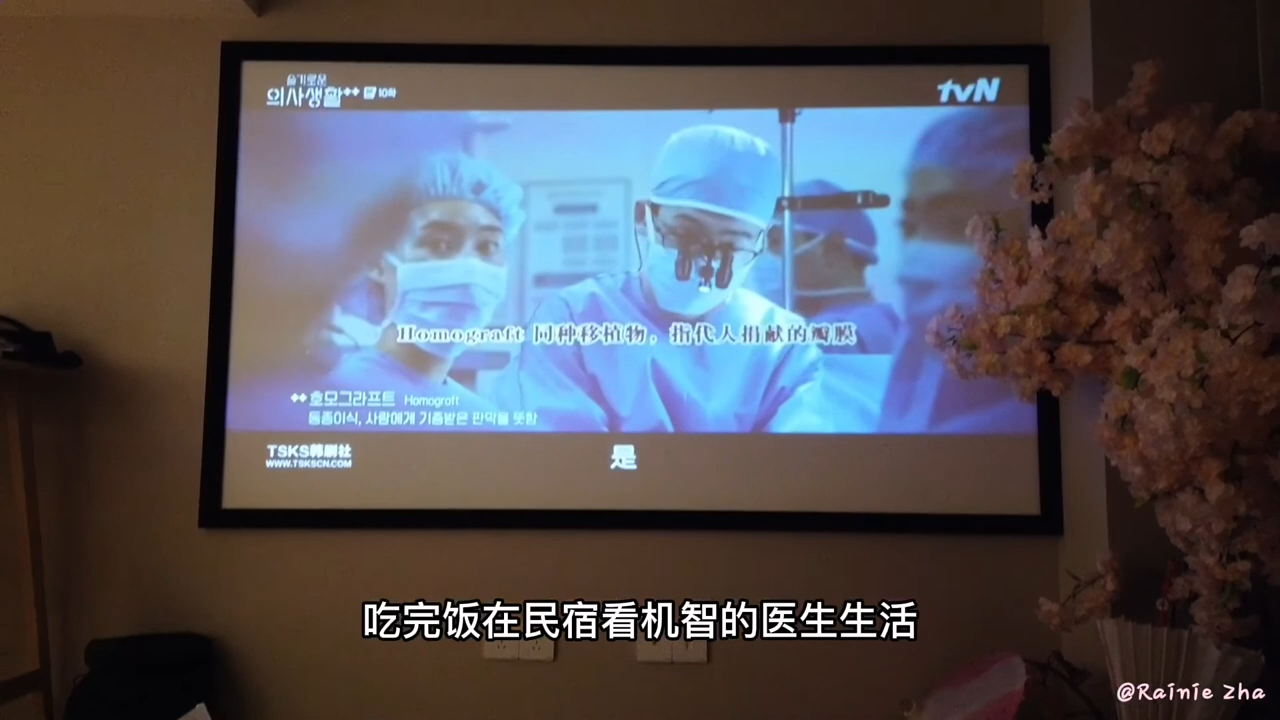 슬기로운
의사생활
10화
tvN
Homograft 同种移植物，指代人捐献的瓣膜
호모그라프트 Homograft
동종이식, 사람에게 기증받은 판막을 뜻함
TSKS韩剧社
WWW.TSKSCN.COM
是
吃完饭在民宿看机智的医生生活
@Rainie Zha